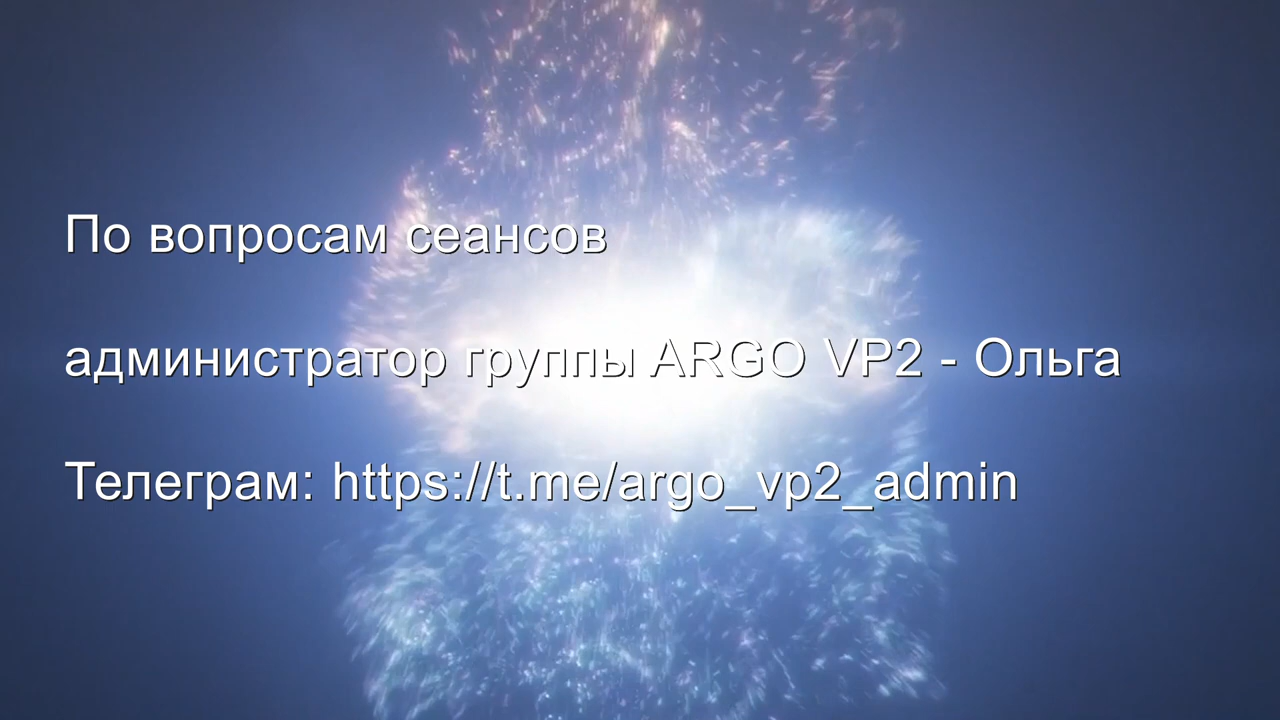 По вопросам сеансов
администратор группы ARGO VP2 - Ольга
Телеграм: https://t.me/argo_vp2_admin